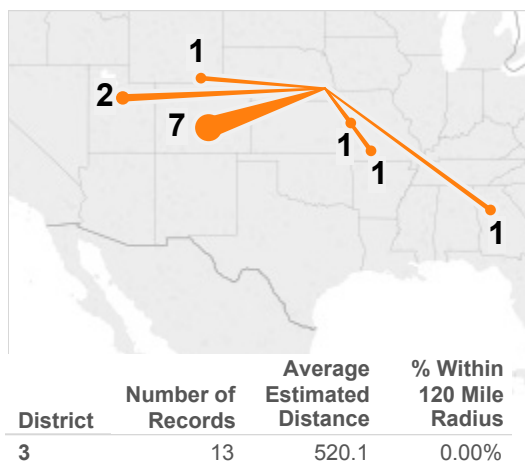 1
2
7
1
1
1
Average % Within
Number of Estimated 120 Mile
District Records Distance Radius
3 13 520.1 0.00%